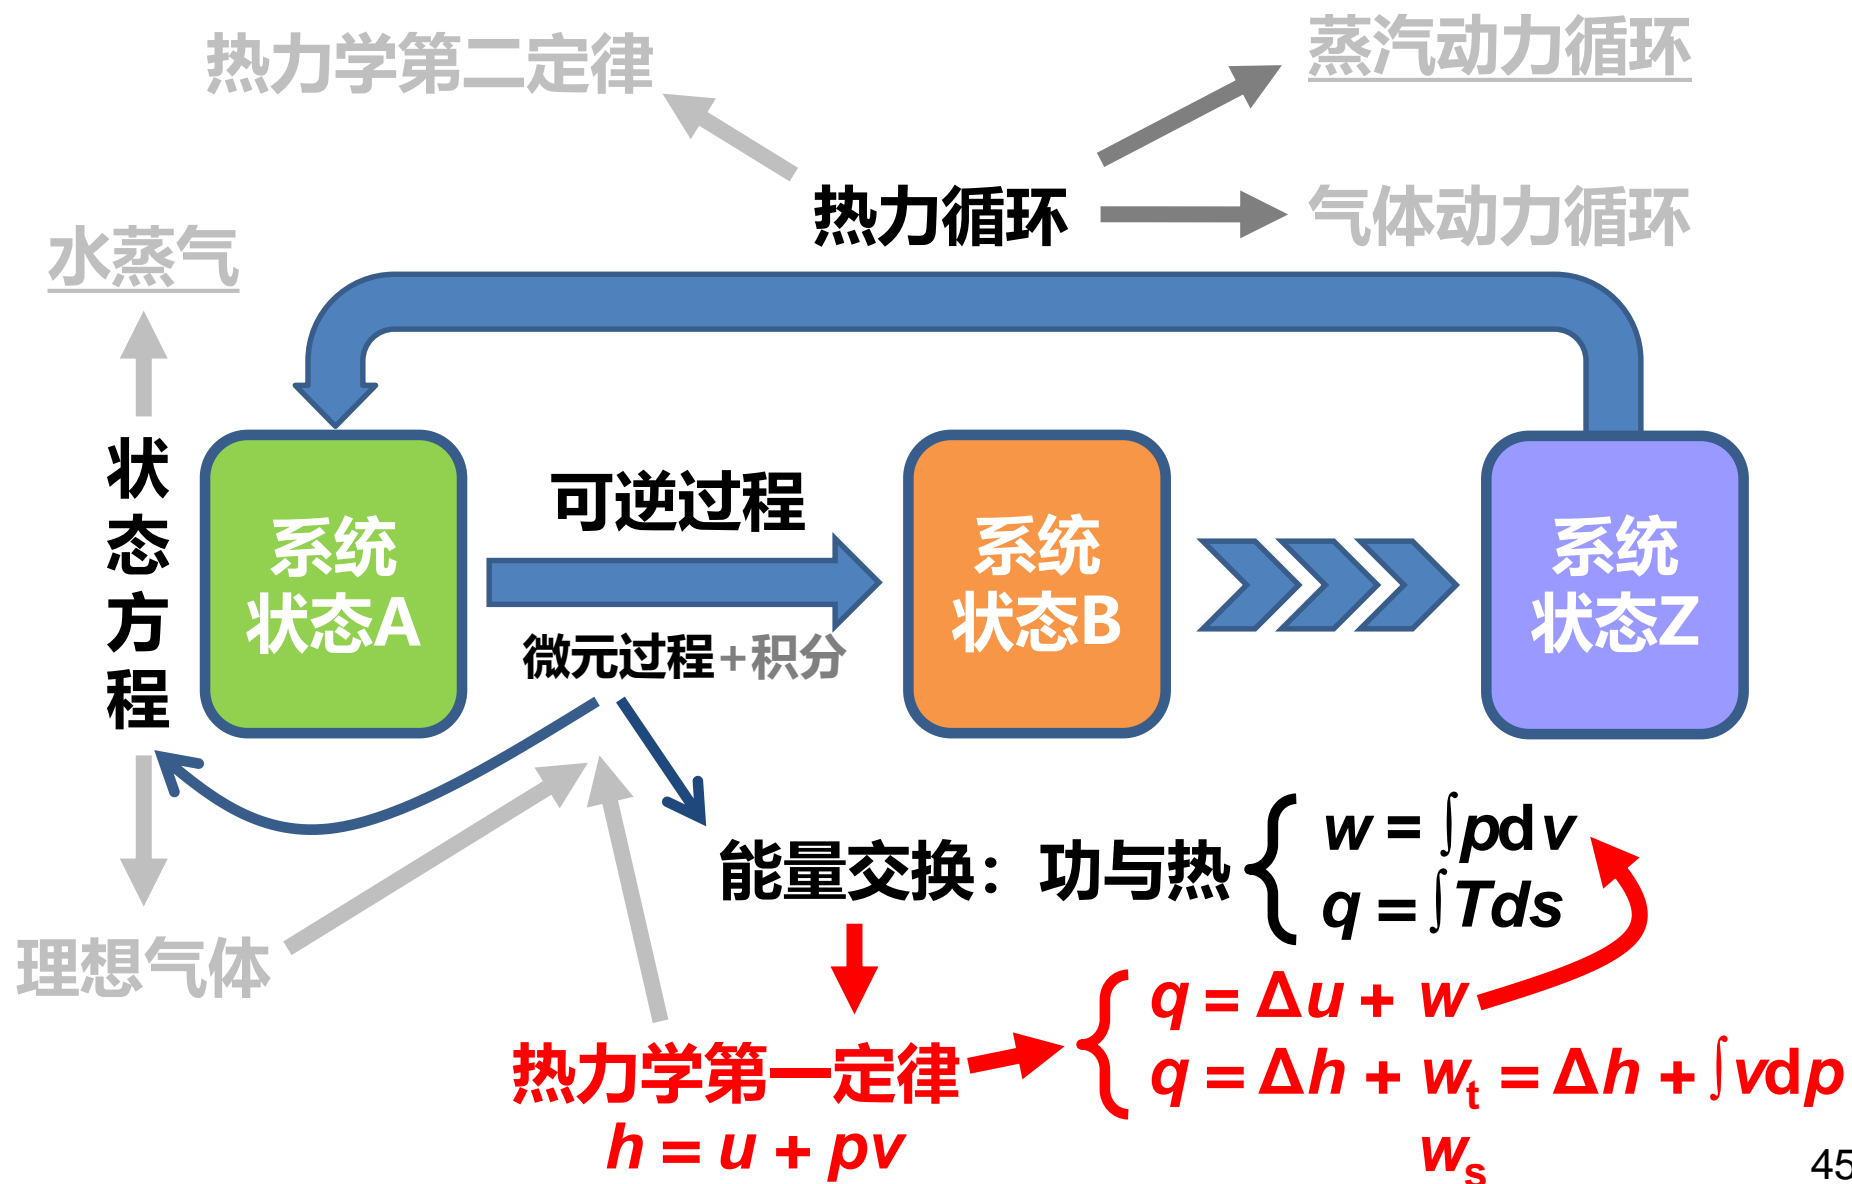 热力学第二定律
蒸汽动力循环
热力循环
气体动力循环
水蒸气
状态方程
系统
状态A
可逆过程
微元过程+积分
系统
状态B
系统
状态Z
能量交换：功与热
w = ∫pdv
q = ∫Tds
理想气体
热力学第一定律
h = u + pv
q = Δu + w
q = Δh + wt = Δh + ∫vdp
ws
45